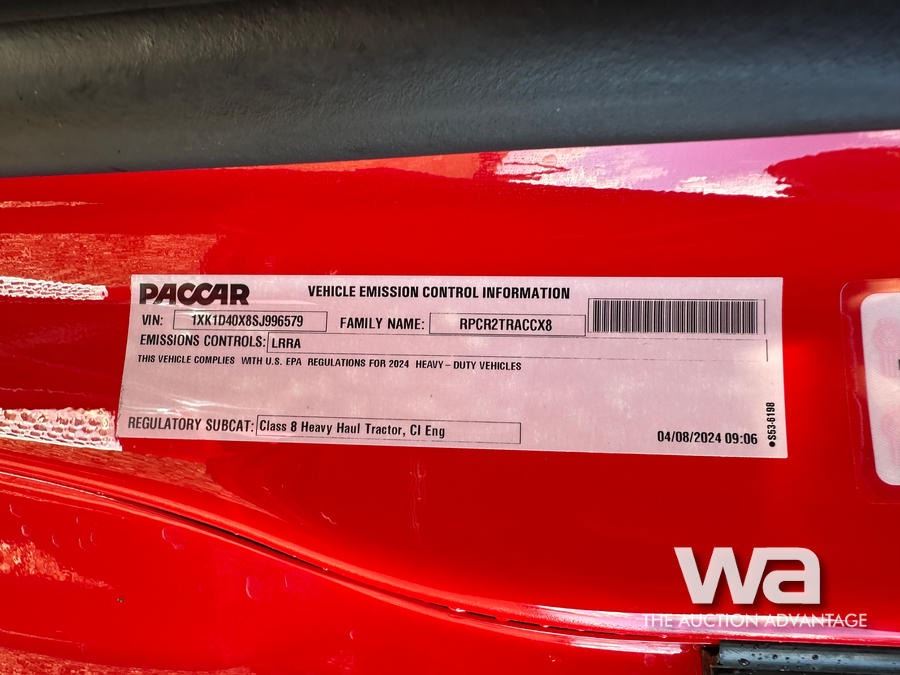 PACCAR VEHICLE EMISSION CONTROL INFORMATION
VIN: 1XK1D40X8SJ996579 FAMILY NAME: RPCR2TRACCX8
EMISSIONS CONTROLS: LRRA
THIS VEHICLE COMPLIES WITH U.S. EPA REGULATIONS FOR 2024 HEAVY-DUTY VEHICLES
REGULATORY SUBCAT: Class 8 Heavy Haul Tractor, CI Eng
04/08/2024 09:06
●S53-6198
wa
THE AUCTION ADVANTAGE